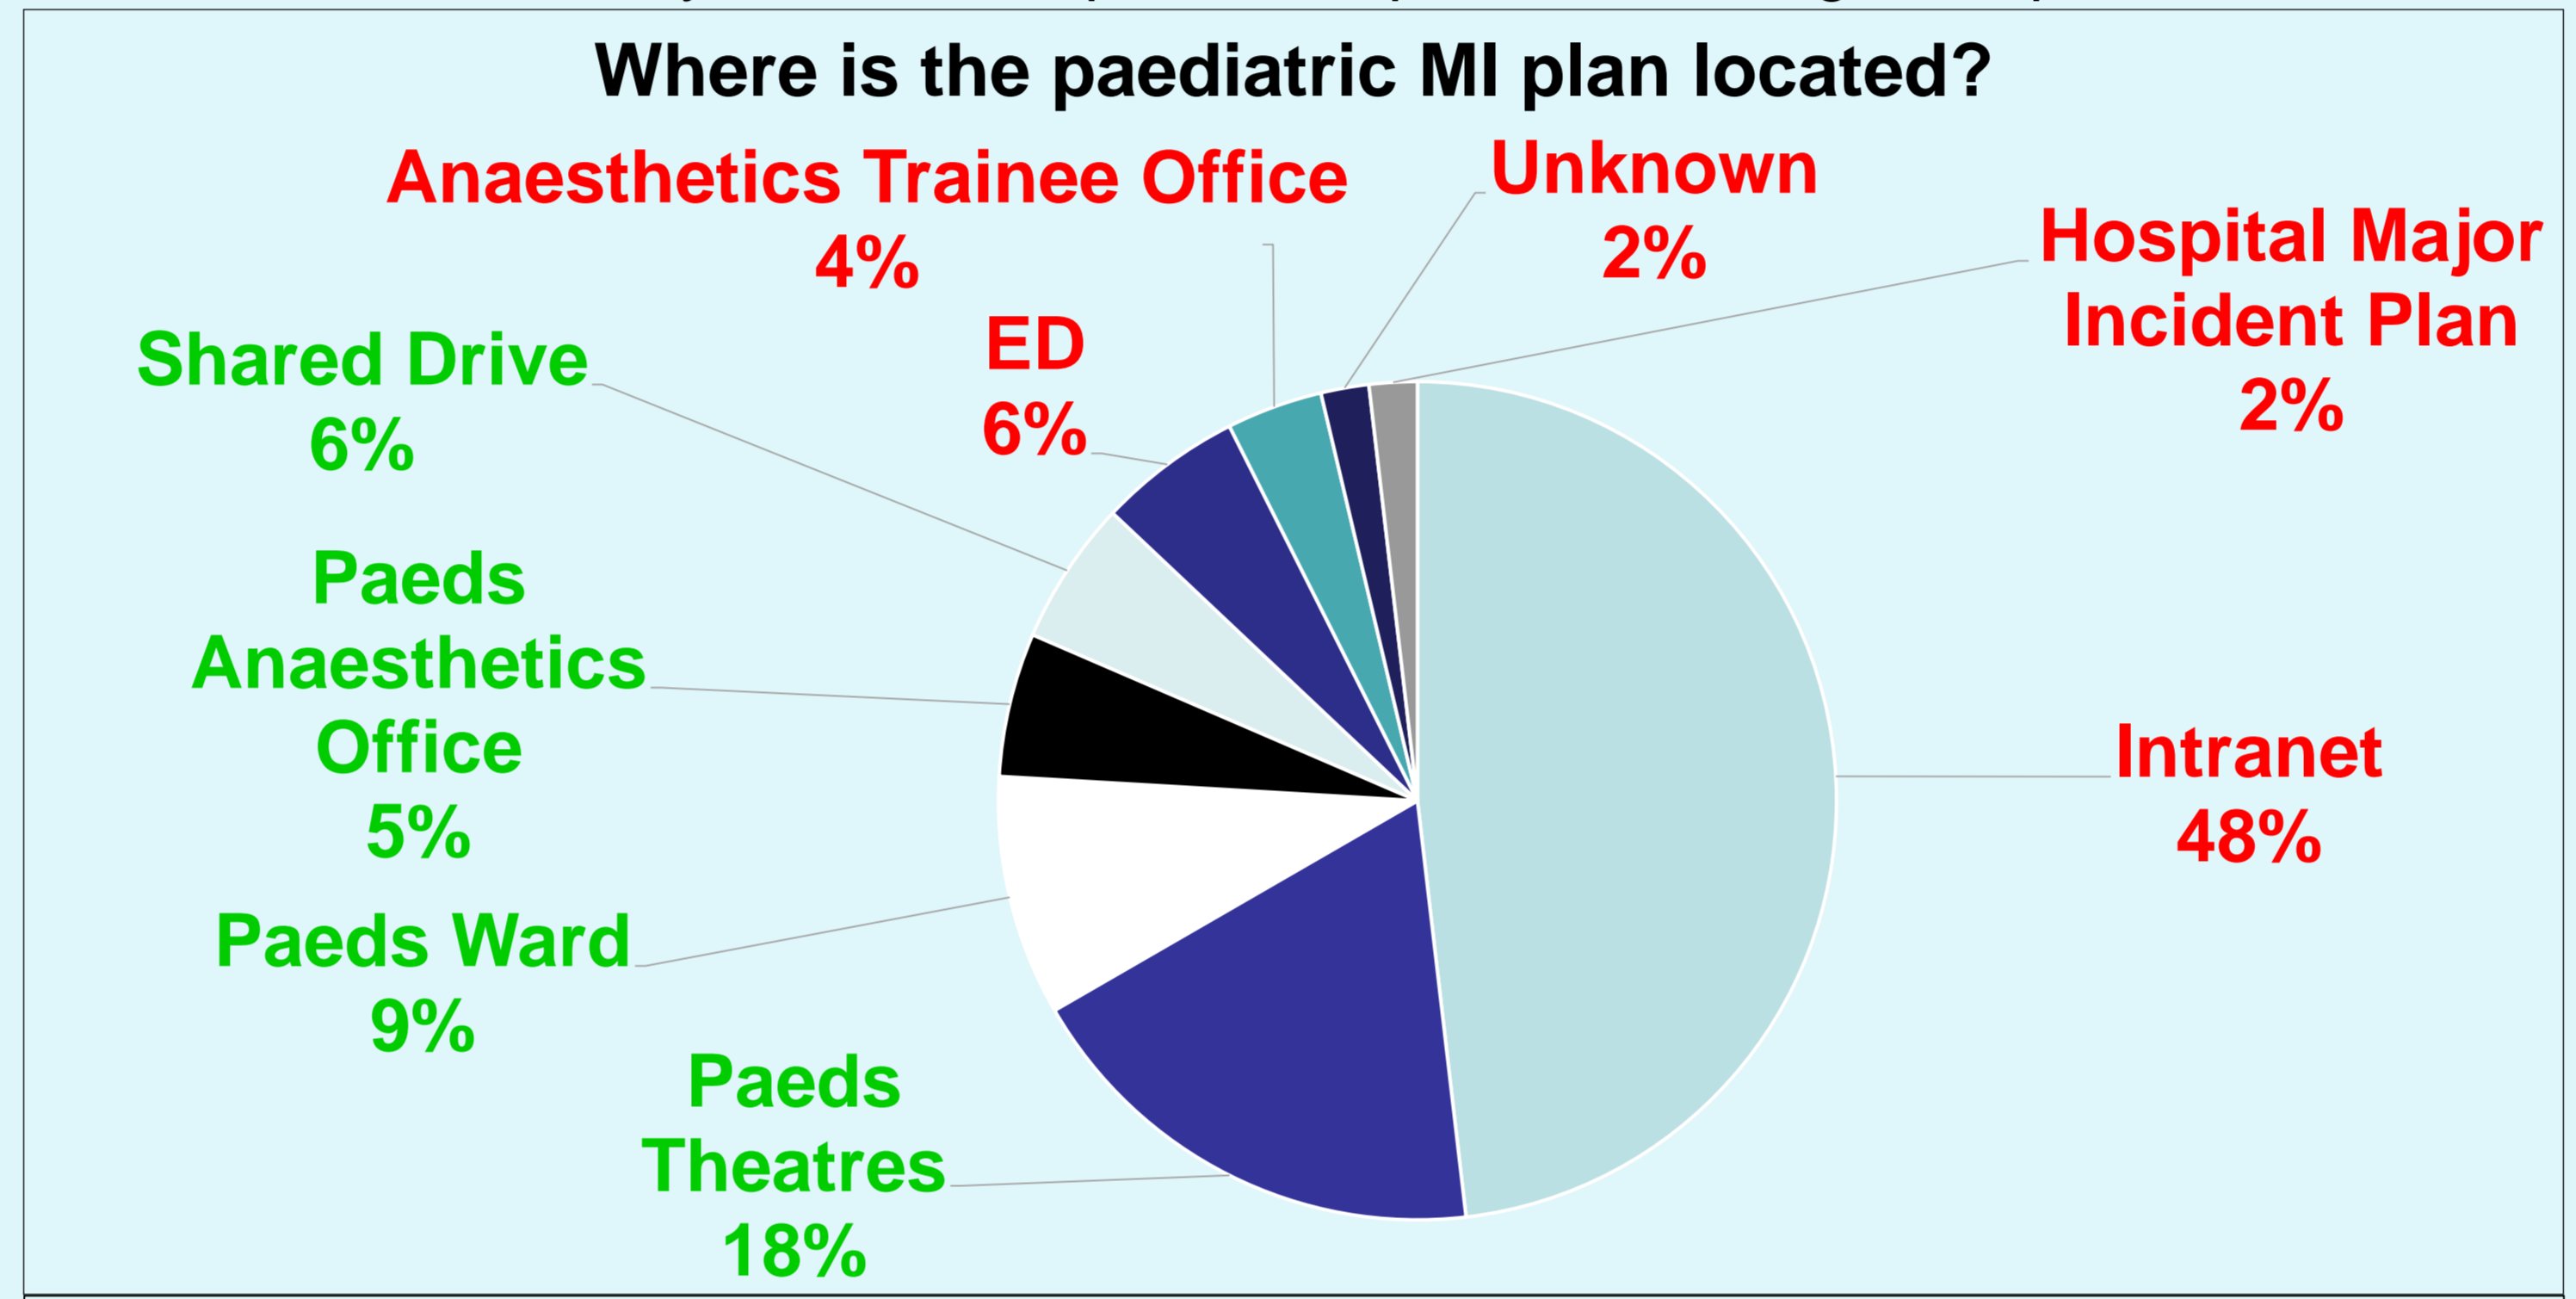 Where is the paediatric MI plan located?
Anaesthetics Trainee Office
4%
Unknown
2%
Hospital Major
Incident Plan
2%
ED
6%
Shared Drive
6%
Paeds
Anaesthetics
Office
5%
Intranet
48%
Paeds Ward
9%
Paeds
Theatres
18%